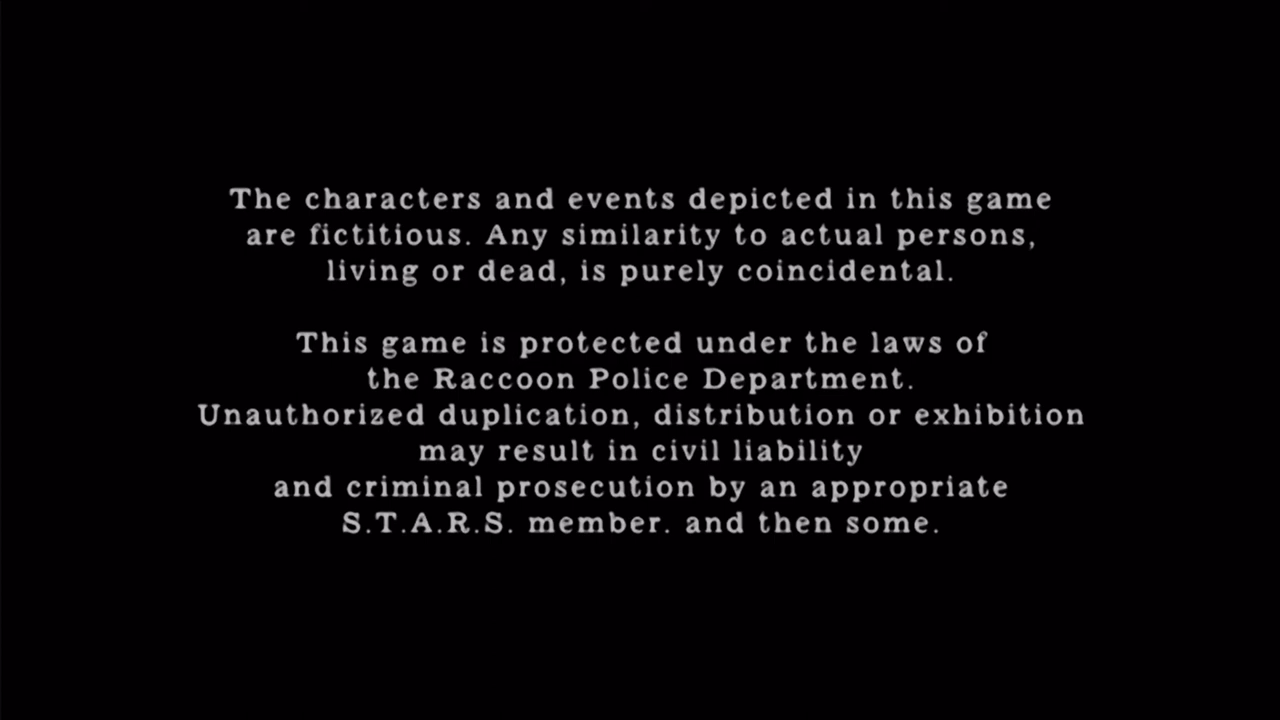 The characters and events depicted in this game
are fictitious. Any similarity to actual persons,
living or dead, is purely coincidental.
This game is protected under the laws of
the Raccoon Police Department.
Unauthorized duplication, distribution or exhibition
may result in civil liability
and criminal prosecution by an appropriate
S.T.A.R.S. member. and then some.